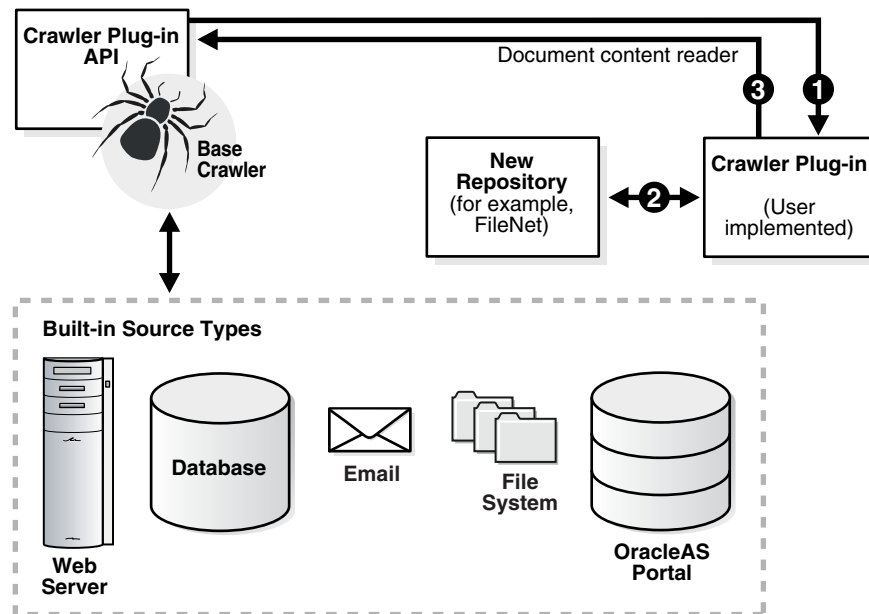 Crawler Plug-in
API
Base
Crawler
Document content reader
3
1
New
Repository
(for example,
FileNet)
2
Crawler Plug-in
(User
implemented)
Built-in Source Types
Web
Server
Database
Email
File
System
OracleAS
Portal